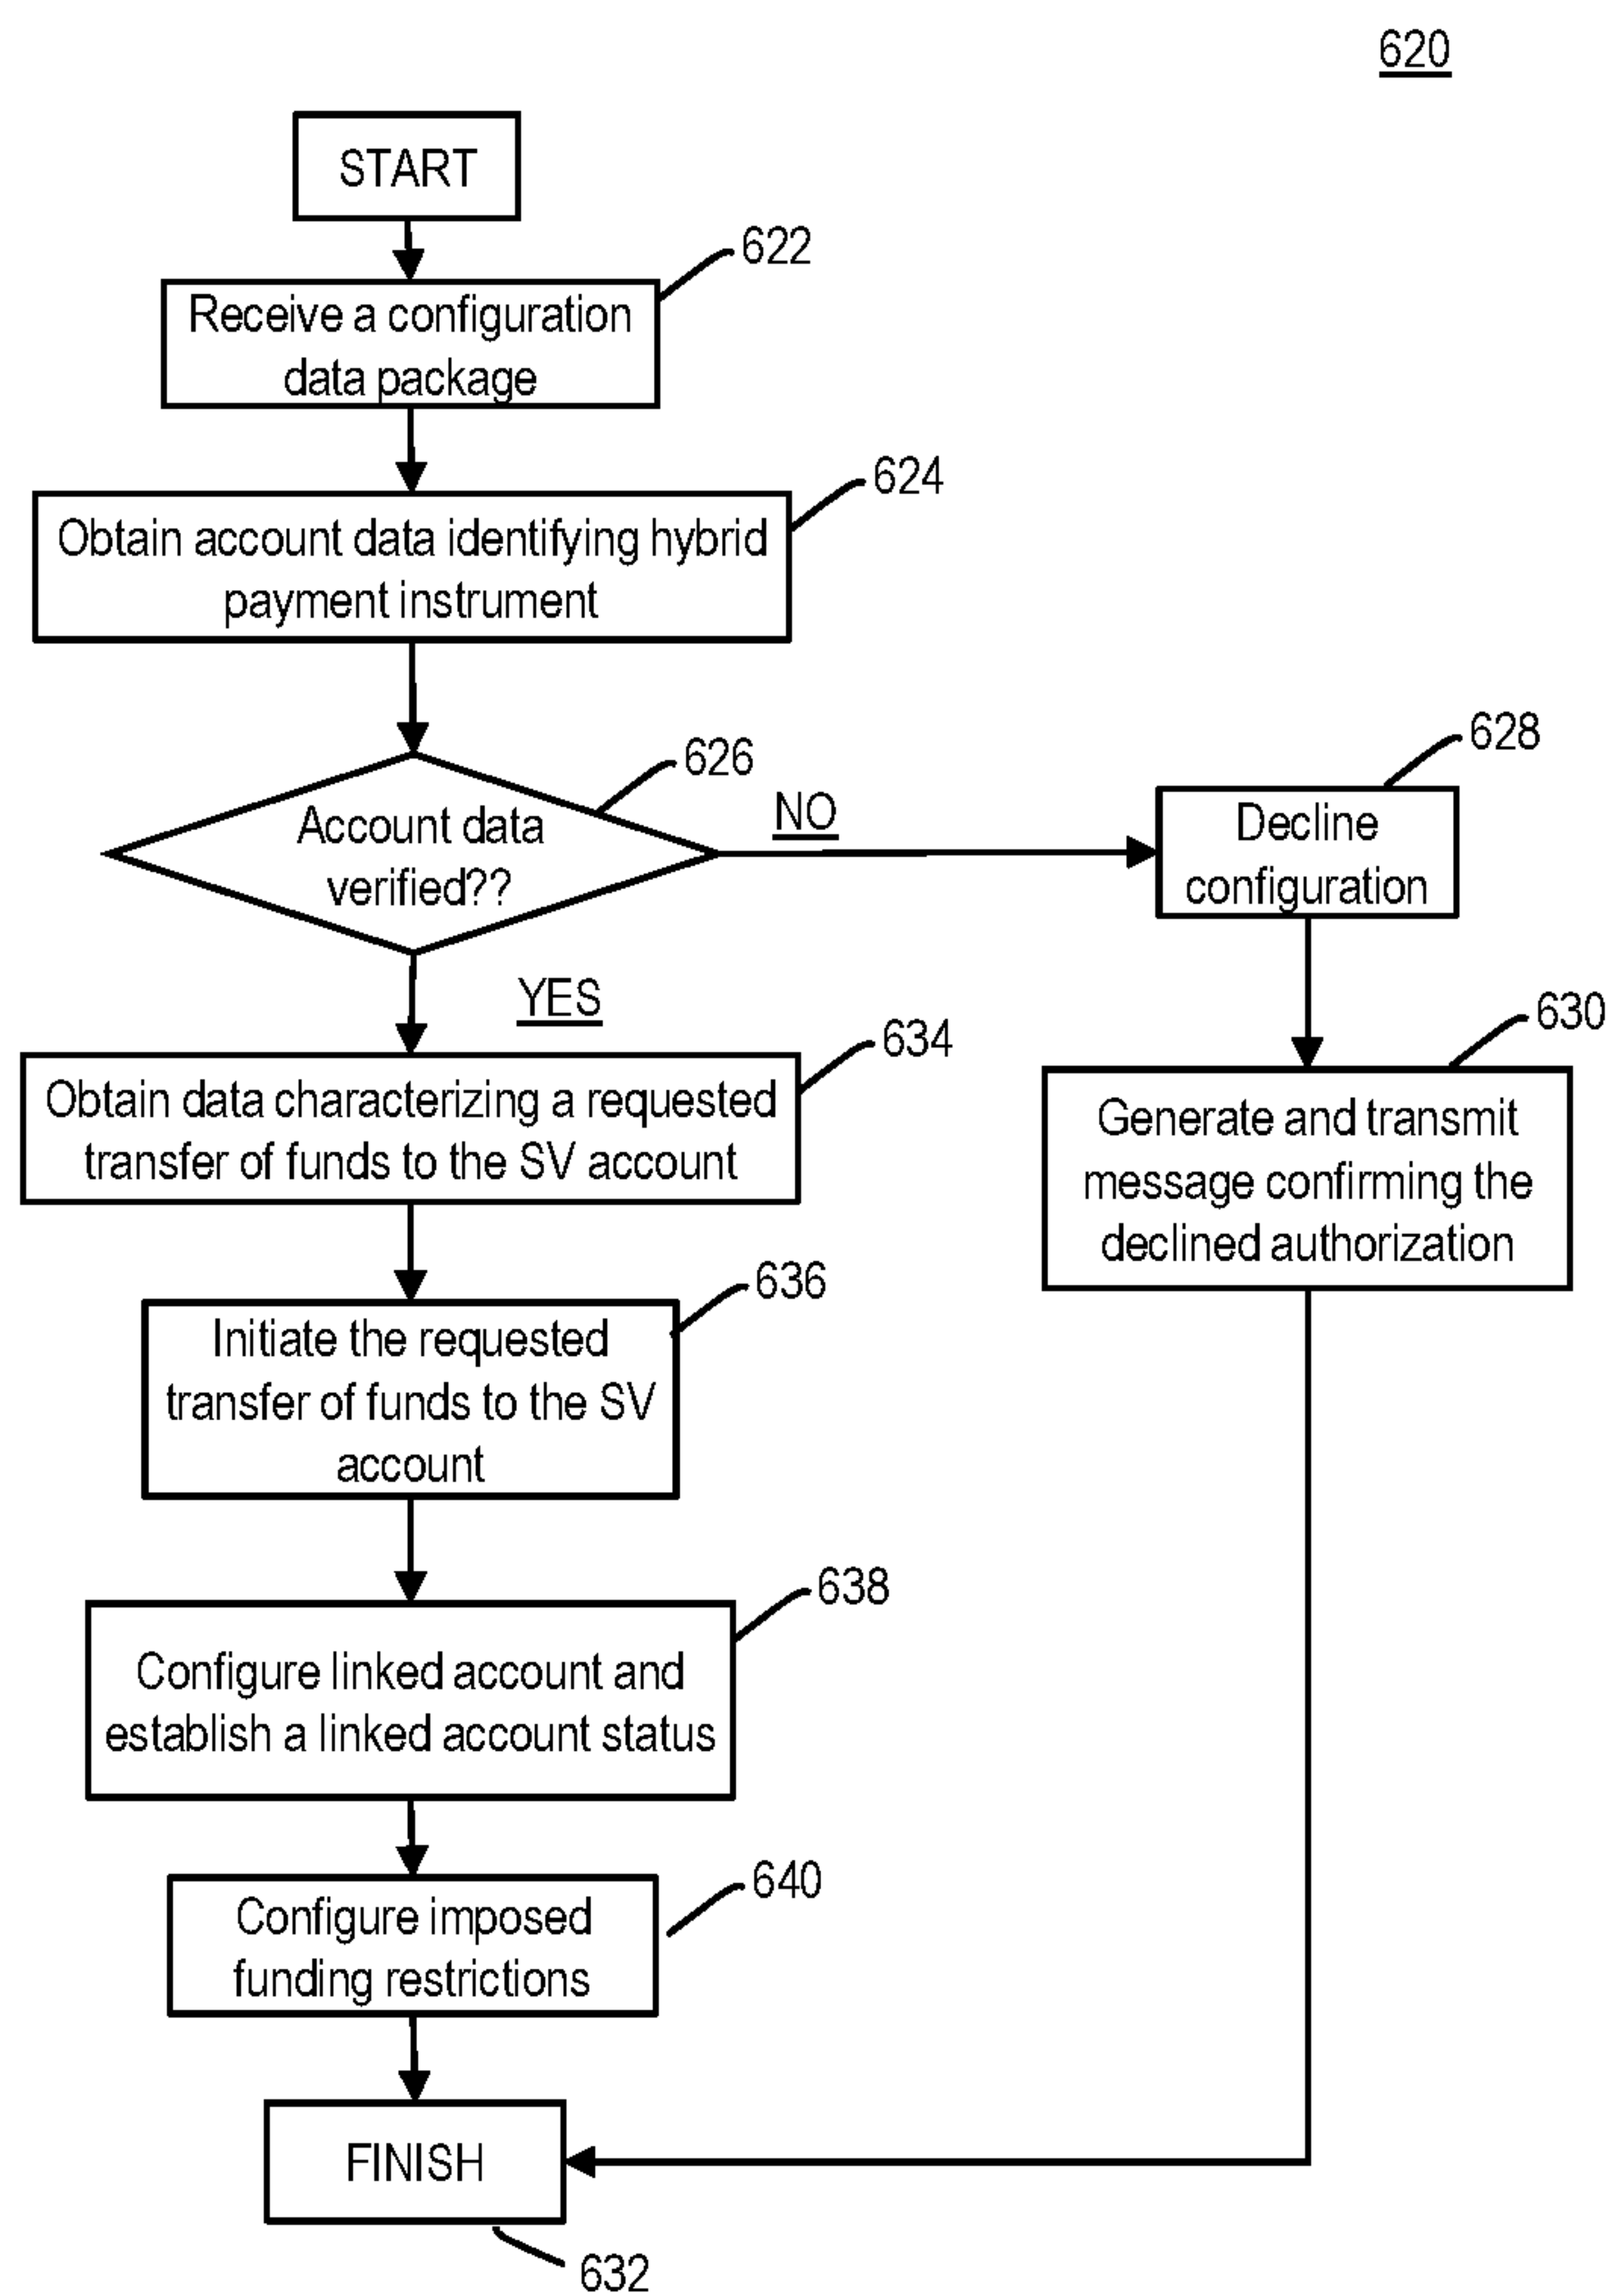 620
START
622
Receive a configuration
data package
624
Obtain account data identifying hybrid
payment instrument
626
Account data
verified??
NO
628
Decline
configuration
YES
630
Generate and transmit
message confirming the
declined authorization
634
Obtain data characterizing a requested
transfer of funds to the SV account
636
Initiate the requested
transfer of funds to the SV
account
638
Configure linked account and
establish a linked account status
640
Configure imposed
funding restrictions
FINISH
632